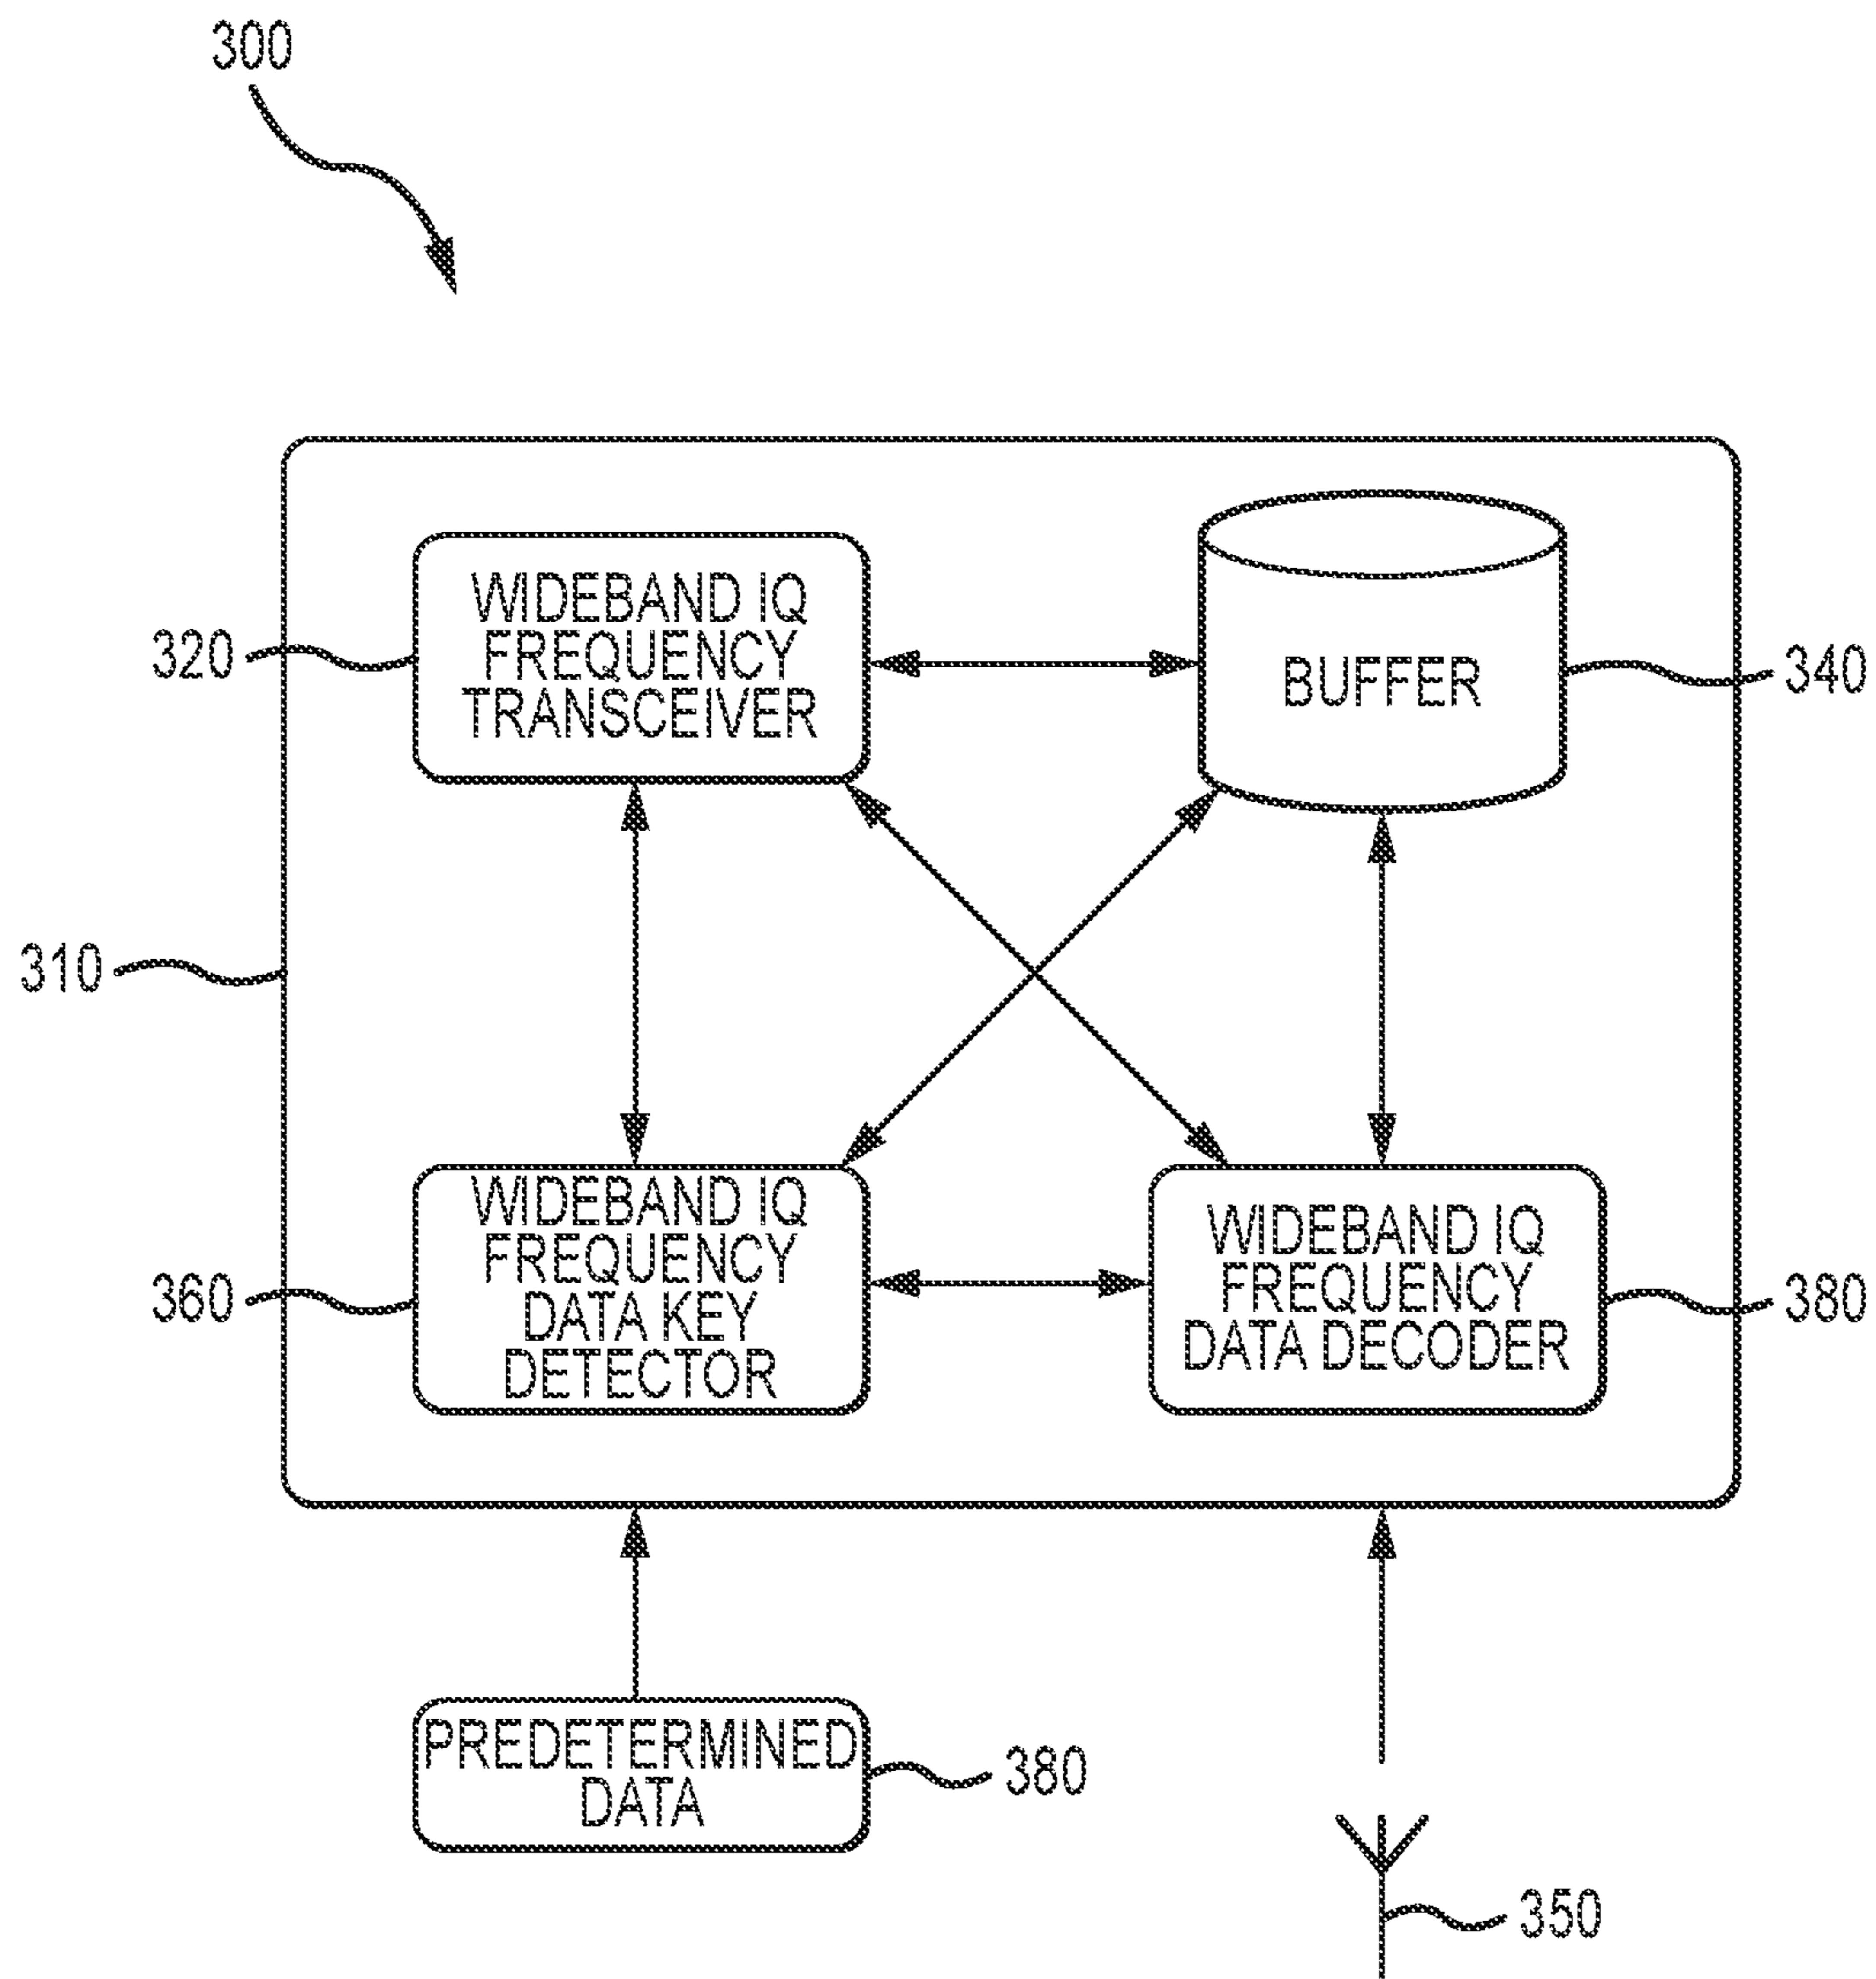 300
WIDEBAND IQ
FREQUENCY
TRANSCEIVER
320
BUFFER
340
310
WIDEBAND IQ
FREQUENCY
DATA KEY
DETECTOR
360
WIDEBAND IQ
FREQUENCY
DATA DECODER
380
PREDETERMINED
DATA
380
350